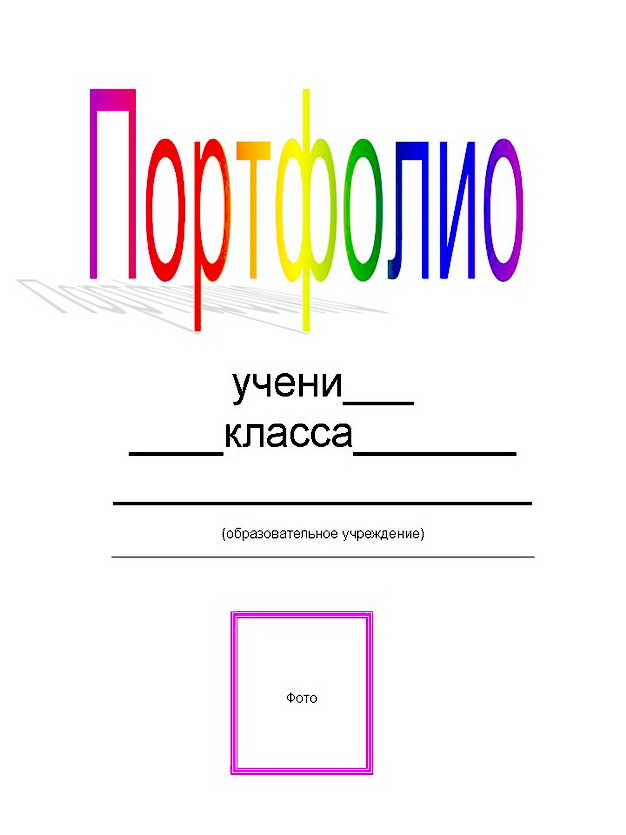 Портфолио
учени___
____класса_______
(образовательное учреждение)
Фото